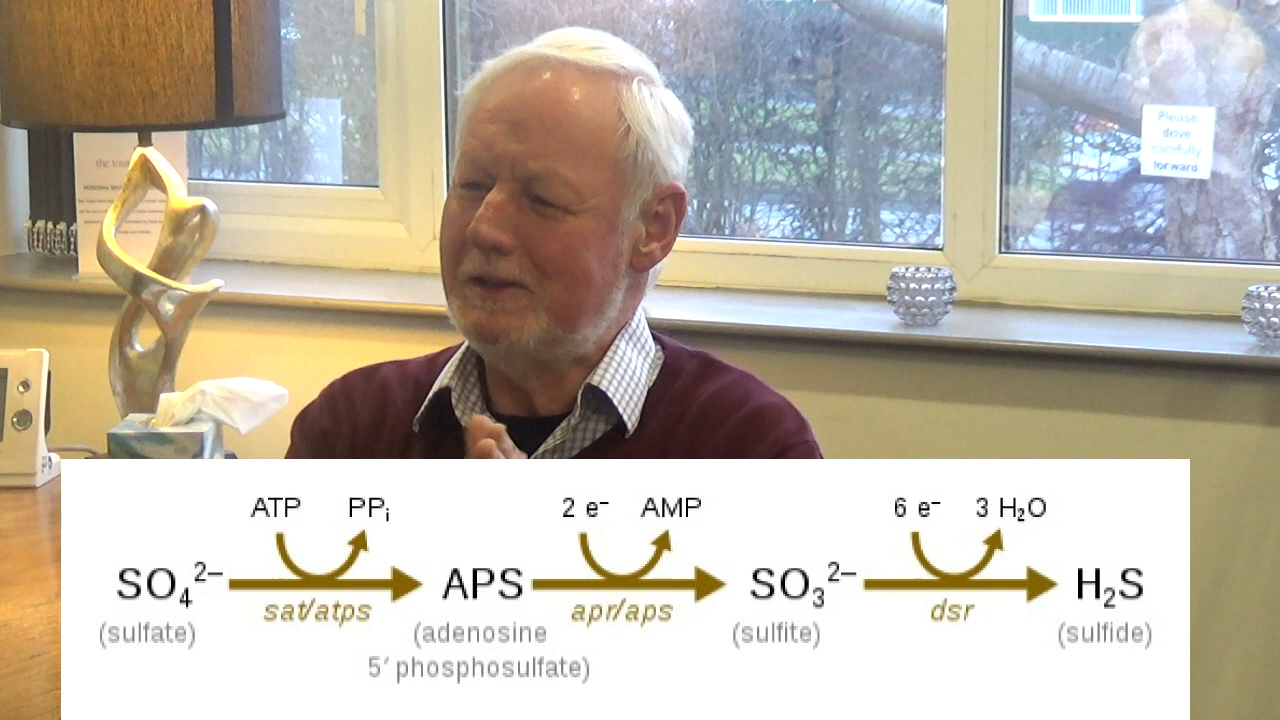 Please
drive
carefully
forward
ATP PPi 2 e⁻ AMP 6 e⁻ 3 H₂O
SO₄²⁻ APS SO₃²⁻ H₂S
sat/atps apr/aps dsr
(sulfate) (adenosine (sulfite) (sulfide)
5′ phosphosulfate)